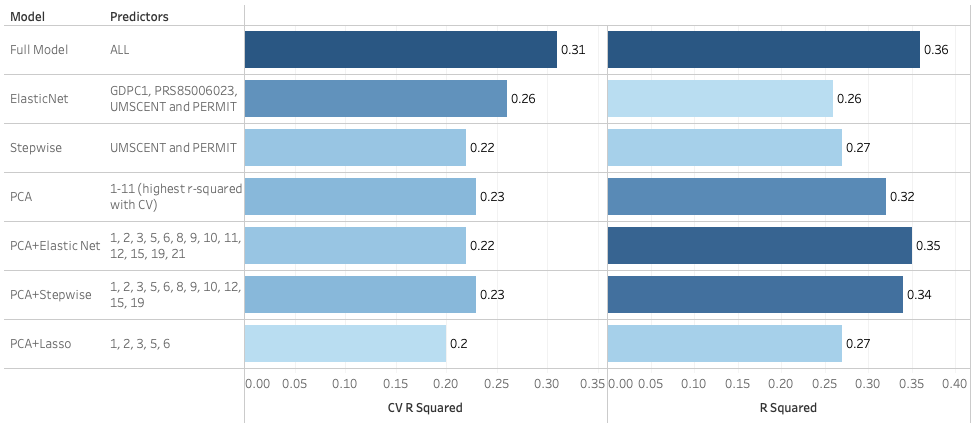 Model Predictors
Full Model ALL 0.31 0.36
ElasticNet GDPC1, PRS85006023,
UMSCENT and PERMIT 0.26 0.26
Stepwise UMSCENT and PERMIT 0.22 0.27
PCA 1-11 (highest r-squared
with CV) 0.23 0.32
PCA+Elastic Net 1, 2, 3, 5, 6, 8, 9, 10, 11,
12, 15, 19, 21 0.22 0.35
PCA+Stepwise 1, 2, 3, 5, 6, 8, 9, 10, 12,
15, 19 0.23 0.34
PCA+Lasso 1, 2, 3, 5, 6 0.2 0.27
0.00 0.05 0.10 0.15 0.20 0.25 0.30 0.35 0.00 0.05 0.10 0.15 0.20 0.25 0.30 0.35 0.40
CV R Squared R Squared